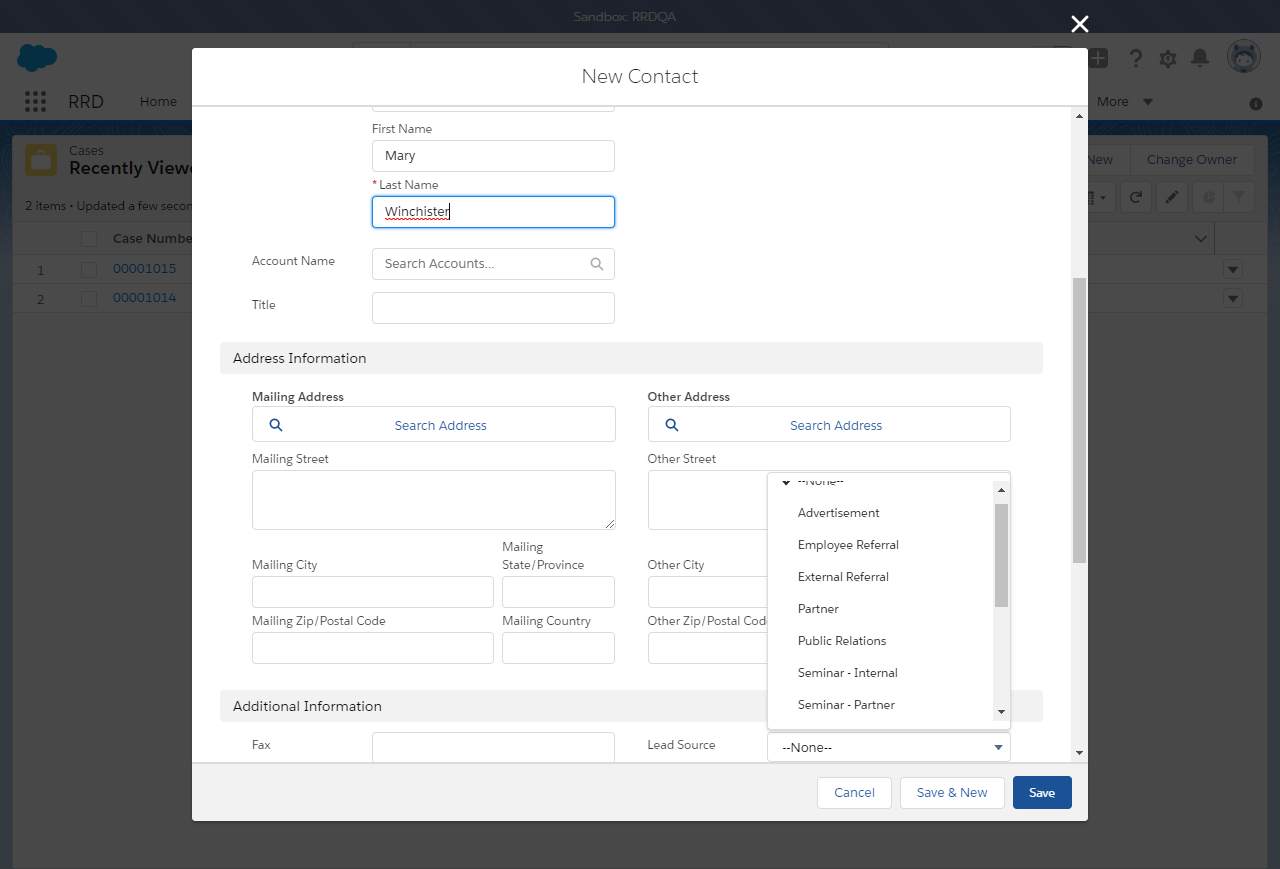 Sandbox: RRDQA
New Contact
RRD
Home
More
Cases
Recently Viewe
New
Change Owner
2 items • Updated a few secon
Case Numbe
1
00001015
2
00001014
First Name
Mary
*Last Name
Winchister
Account Name
Search Accounts...
Title
Address Information
Mailing Address
Other Address
Search Address
Search Address
Mailing Street
Other Street
Mailing City
Mailing
State/Province
Other City
Mailing Zip/Postal Code
Mailing Country
Other Zip/Postal Cod
--None--
Advertisement
Employee Referral
External Referral
Partner
Public Relations
Seminar - Internal
Seminar - Partner
Additional Information
Fax
Lead Source
--None--
Cancel
Save & New
Save